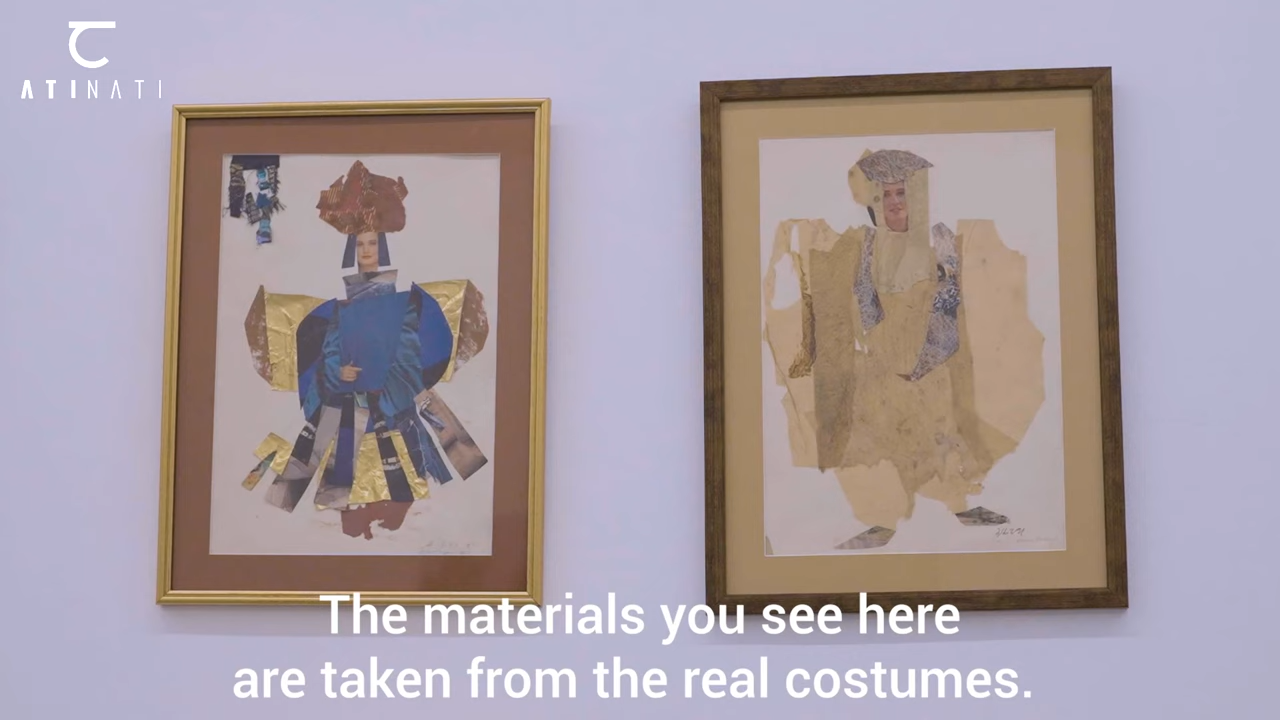 ATINATI
The materials you see here
are taken from the real costumes.